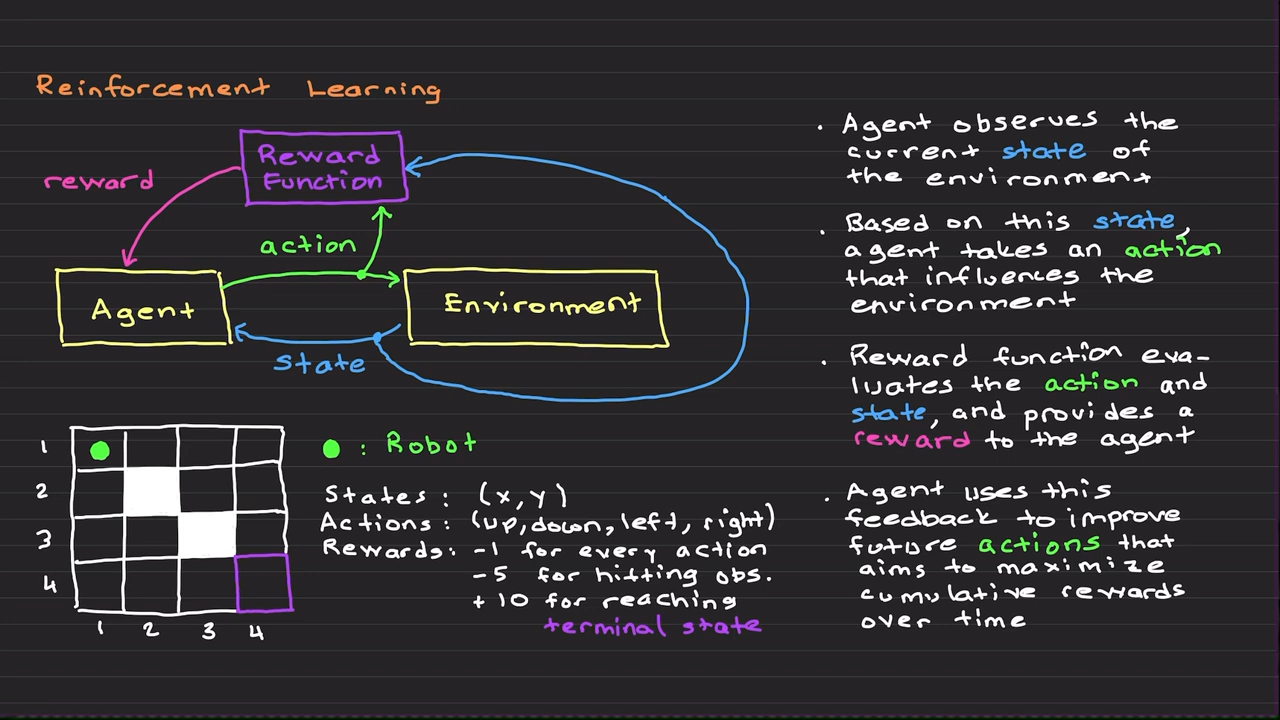 Reinforcement Learning
Reward
Function
reward
action
Agent
Environment
state
1
2
3
4
1 2 3 4
: Robot
States : (x,y)
Actions : (up,down,left,right)
Rewards: -1 for every action
-5 for hitting obs.
+10 for reaching
terminal state
• Agent observes the
current state of
the environment
• Based on this state,
agent takes an action
that influences the
environment
• Reward function eva-
luates the action and
state, and provides a
reward to the agent
• Agent uses this
feedback to improve
future actions that
aims to maximize
cumulative rewards
over time